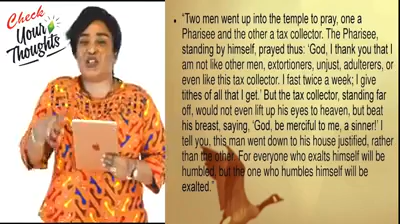 Check
Your
Thoughts
“Two men went up into the temple to pray, one a
Pharisee and the other a tax collector. The Pharisee,
standing by himself, prayed thus: ‘God, I thank you that I
am not like other men, extortioners, unjust, adulterers, or
even like this tax collector. I fast twice a week; I give
tithes of all that I get.’ But the tax collector, standing far
off, would not even lift up his eyes to heaven, but beat
his breast, saying, ‘God, be merciful to me, a sinner!’ I
tell you, this man went down to his house justified, rather
than the other. For everyone who exalts himself will be
humbled, but the one who humbles himself will be
exalted.”